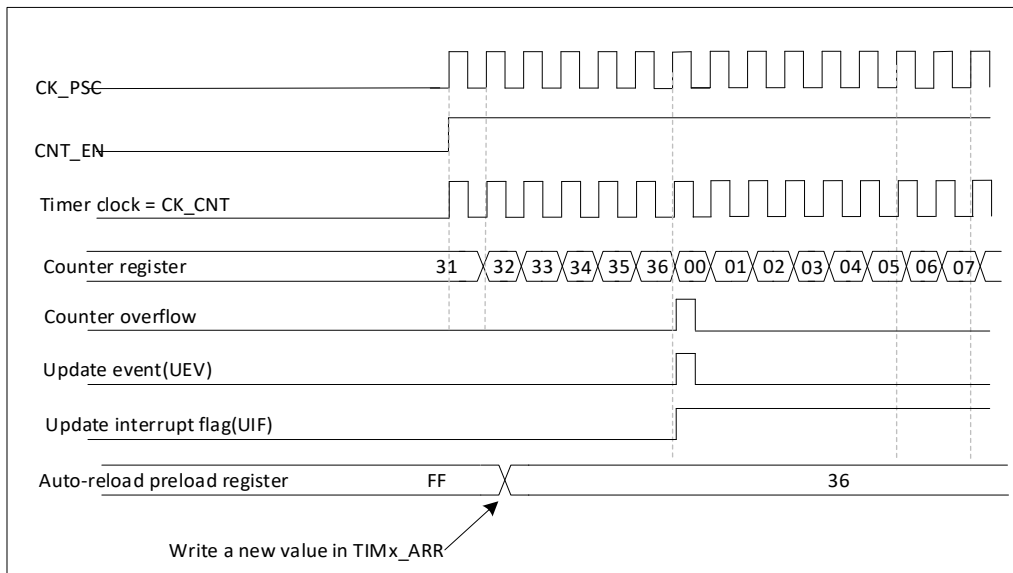 CK_PSC
CNT_EN
Timer clock = CK_CNT
Counter register 31 32 33 34 35 36 00 01 02 03 04 05 06 07
Counter overflow
Update event(UEV)
Update interrupt flag(UIF)
Auto-reload preload register FF 36
Write a new value in TIMx_ARR